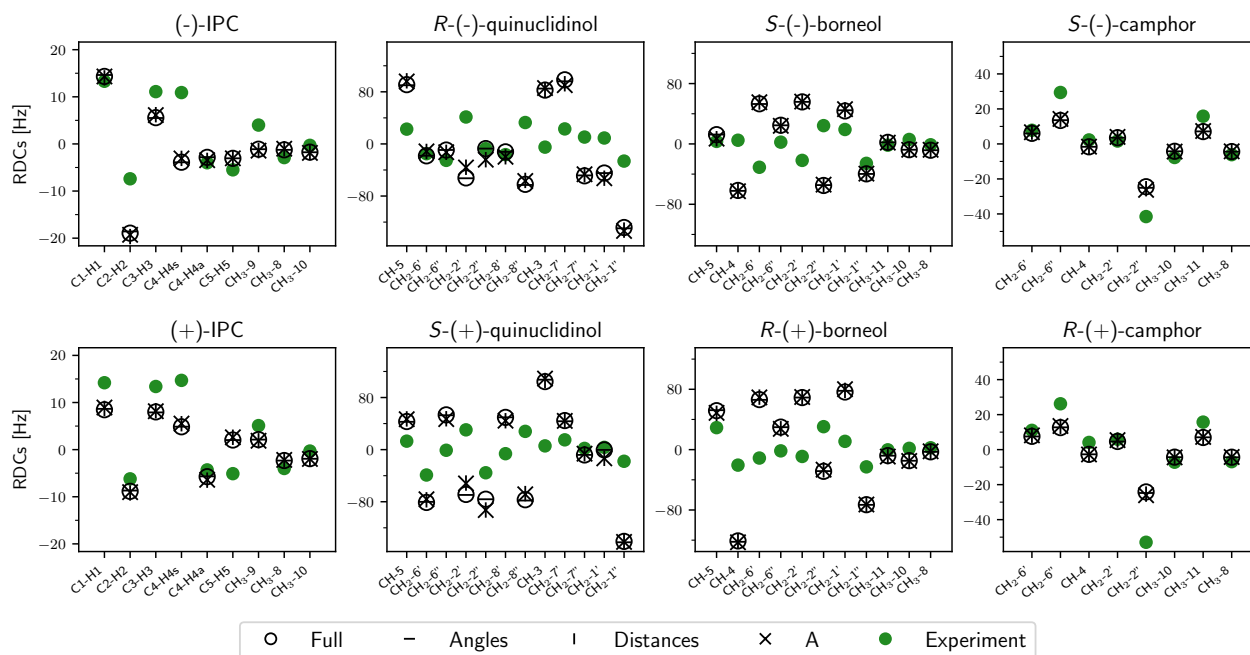 (-)-IPC
RDCs [Hz]
20
10
0
−10
−20
C1-H1
C2-H2
C3-H3
C4-H4s
C4-H4a
C5-H5
CH₃-9
CH₃-8
CH₃-10
R-(-)-quinuclidinol
80
0
−80
CH-5
CH₂-6'
CH₂-6''
CH₂-2'
CH₂-2''
CH₂-8'
CH₂-8''
CH-3
CH₂-7'
CH₂-7''
CH₂-1'
CH₂-1''
S-(-)-borneol
80
0
−80
CH-5
CH-4
CH₂-6'
CH₂-6''
CH₂-2'
CH₂-2''
CH₂-1'
CH₂-1''
CH₃-11
CH₃-10
CH₃-8
S-(-)-camphor
40
20
0
−20
−40
CH₂-6'
CH₂-6''
CH-4
CH₂-2'
CH₂-2''
CH₃-10
CH₃-11
CH₃-8
(+)-IPC
RDCs [Hz]
20
10
0
−10
−20
C1-H1
C2-H2
C3-H3
C4-H4s
C4-H4a
C5-H5
CH₃-9
CH₃-8
CH₃-10
S-(+)-quinuclidinol
80
0
−80
CH-5
CH₂-6'
CH₂-6''
CH₂-2'
CH₂-2''
CH₂-8'
CH₂-8''
CH-3
CH₂-7'
CH₂-7''
CH₂-1'
CH₂-1''
R-(+)-borneol
80
0
−80
CH-5
CH-4
CH₂-6'
CH₂-6''
CH₂-2'
CH₂-2''
CH₂-1'
CH₂-1''
CH₃-11
CH₃-10
CH₃-8
R-(+)-camphor
40
20
0
−20
−40
CH₂-6'
CH₂-6''
CH-4
CH₂-2'
CH₂-2''
CH₃-10
CH₃-11
CH₃-8
Full Angles Distances A Experiment